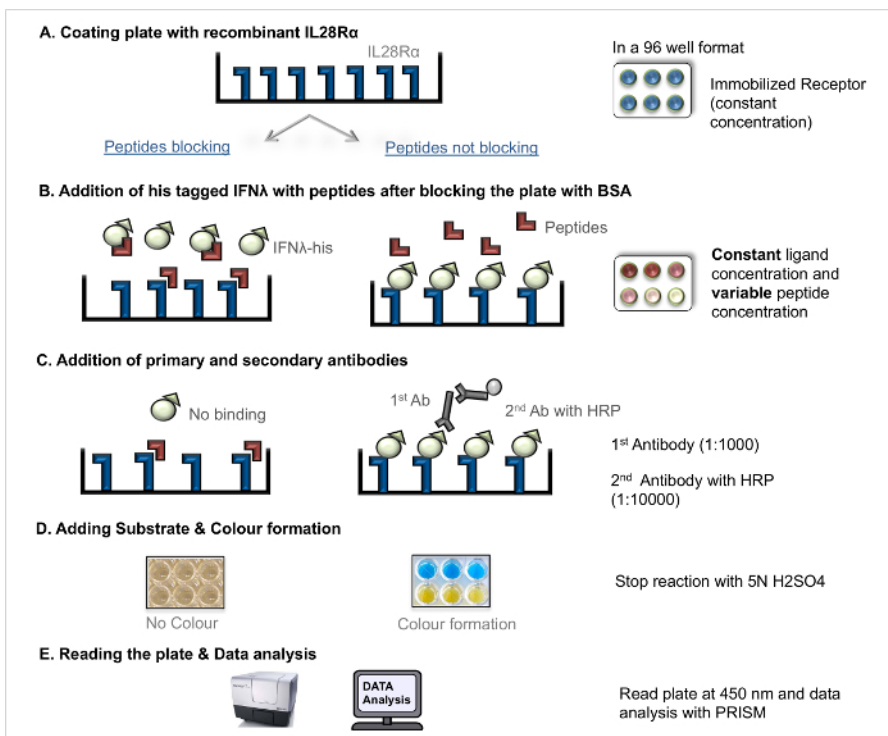 A. Coating plate with recombinant IL28Rα
IL28Rα
In a 96 well format
Immobilized Receptor
(constant
concentration)
Peptides blocking
Peptides not blocking
B. Addition of his tagged IFNλ with peptides after blocking the plate with BSA
IFNλ-his
Peptides
Constant ligand
concentration and
variable peptide
concentration
C. Addition of primary and secondary antibodies
No binding
1st Ab
2nd Ab with HRP
1st Antibody (1:1000)
2nd Antibody with HRP
(1:10000)
D. Adding Substrate & Colour formation
No Colour
Colour formation
Stop reaction with 5N H2SO4
E. Reading the plate & Data analysis
DATA
Analysis
Read plate at 450 nm and data
analysis with PRISM